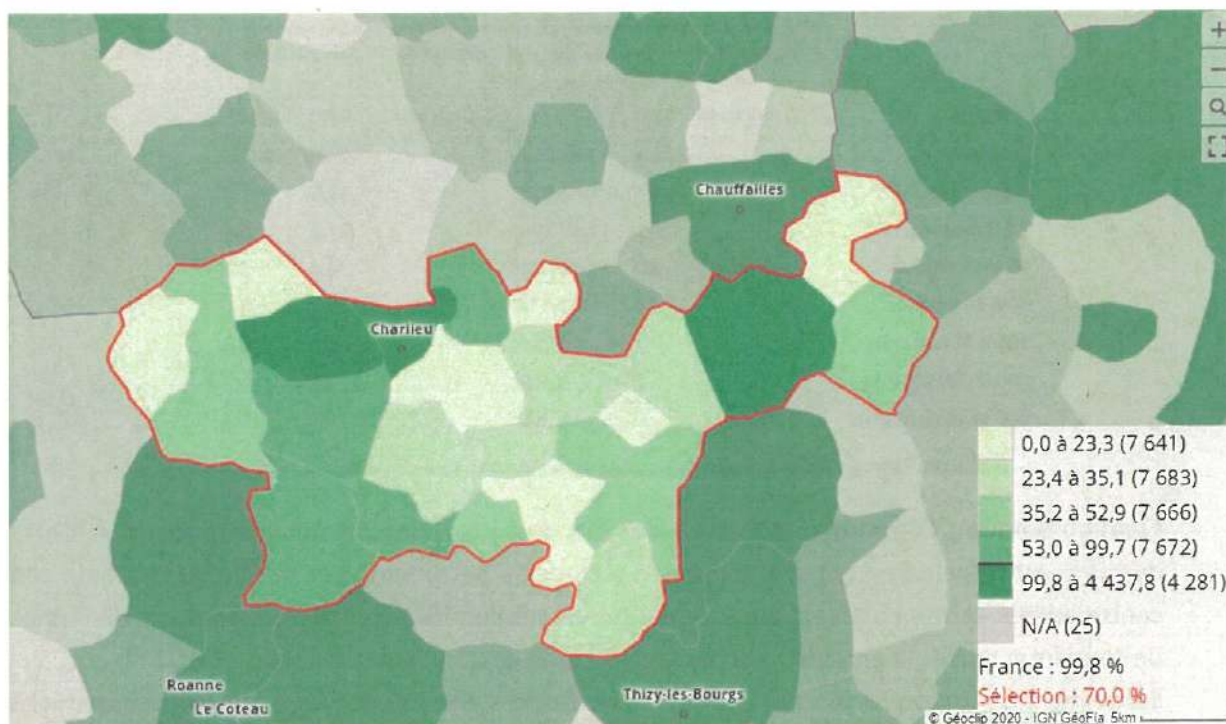 +
−
Chauffailles
Charlieu
0,0 à 23,3 (7 641)
23,4 à 35,1 (7 683)
35,2 à 52,9 (7 666)
53,0 à 99,7 (7 672)
99,8 à 4 437,8 (4 281)
N/A (25)
France : 99,8 %
Sélection : 70,0 %
Roanne
Le Coteau
Thizy-les-Bourgs
© Géoclip 2020 - IGN GéoFla 5km